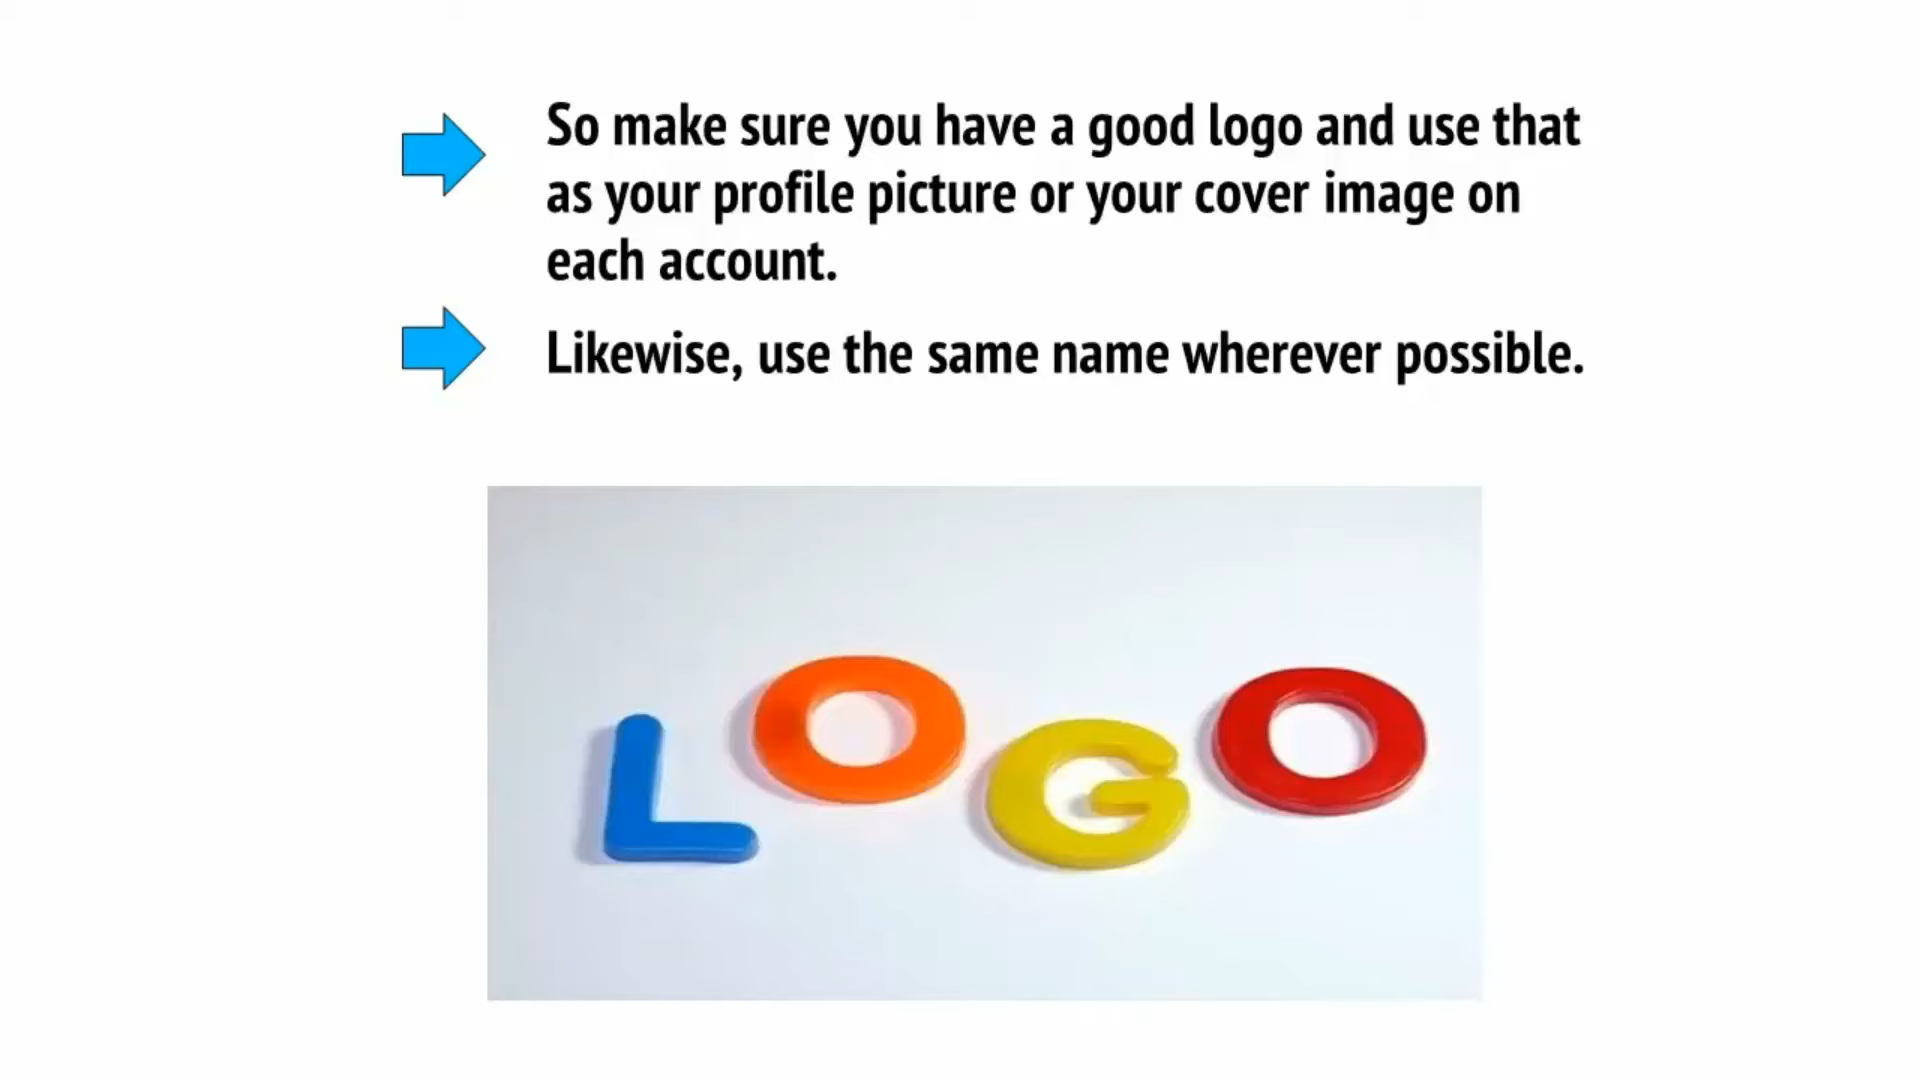 So make sure you have a good logo and use that
as your profile picture or your cover image on
each account.
Likewise, use the same name wherever possible.
LOGO